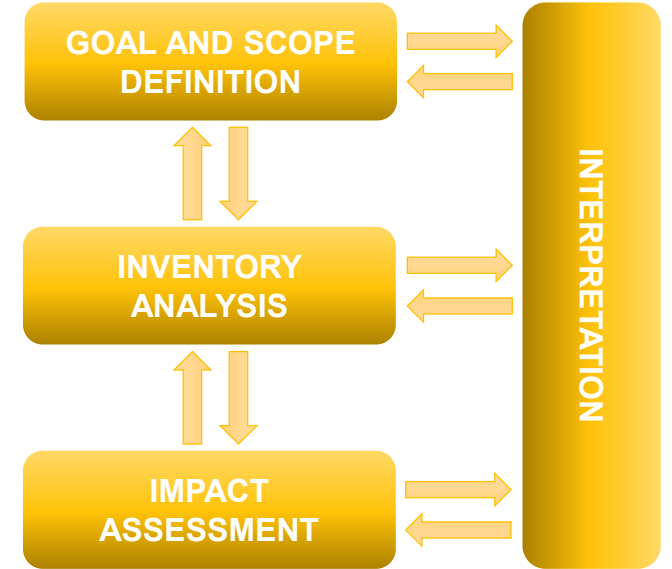 GOAL AND SCOPE
DEFINITION
INVENTORY
ANALYSIS
IMPACT
ASSESSMENT
INTERPRETATION